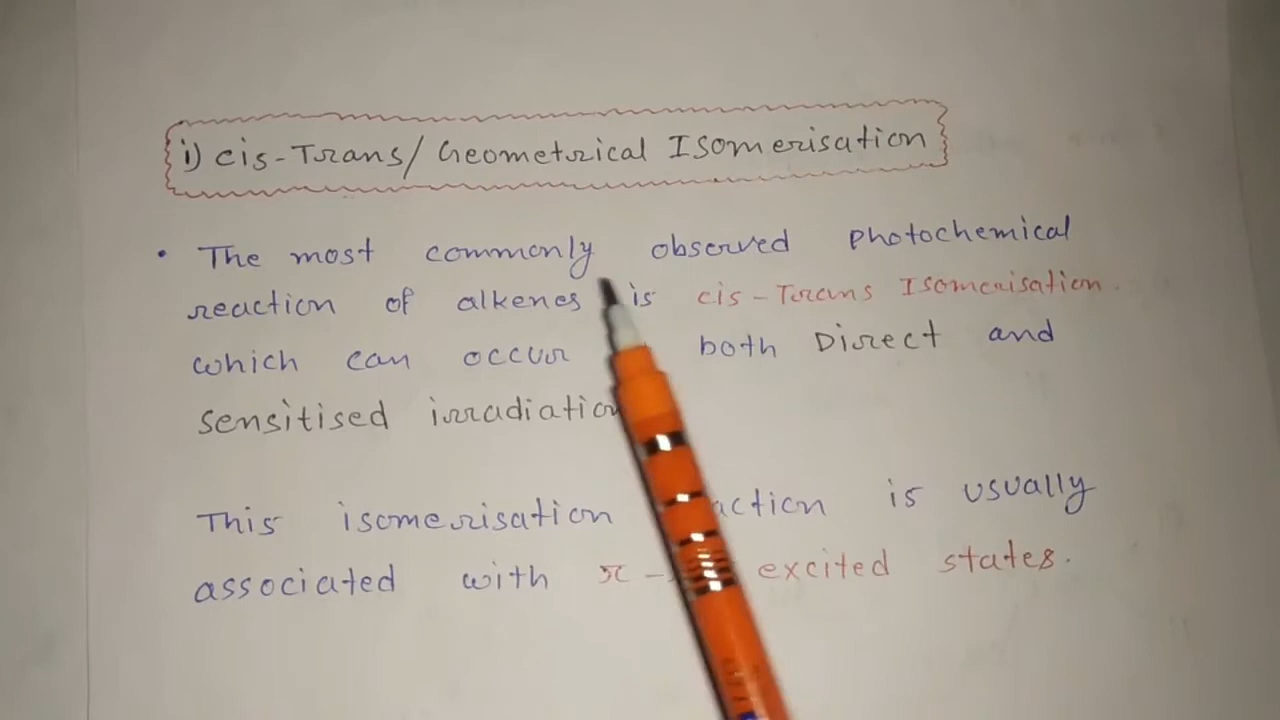 i) cis-Trans/ Geometrical Isomerisation
• The most commonly observed photochemical
reaction of alkenes is cis-Trans Isomerisation.
which can occur both Direct and
sensitised irradiation
This isomerisation is usually
associated with π- excited states.